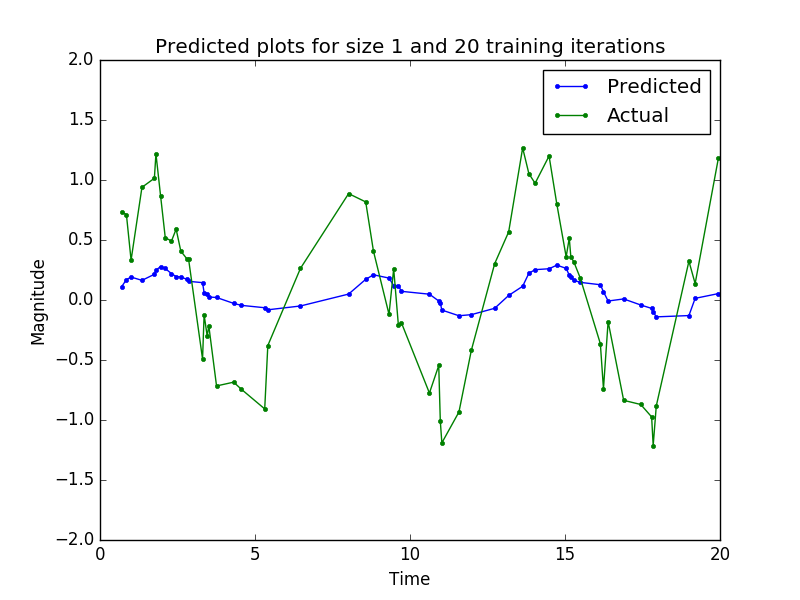 Predicted plots for size 1 and 20 training iterations
2.0
1.5
1.0
0.5
0.0
−0.5
−1.0
−1.5
−2.0
Magnitude
Predicted
Actual
0 5 10 15 20
Time